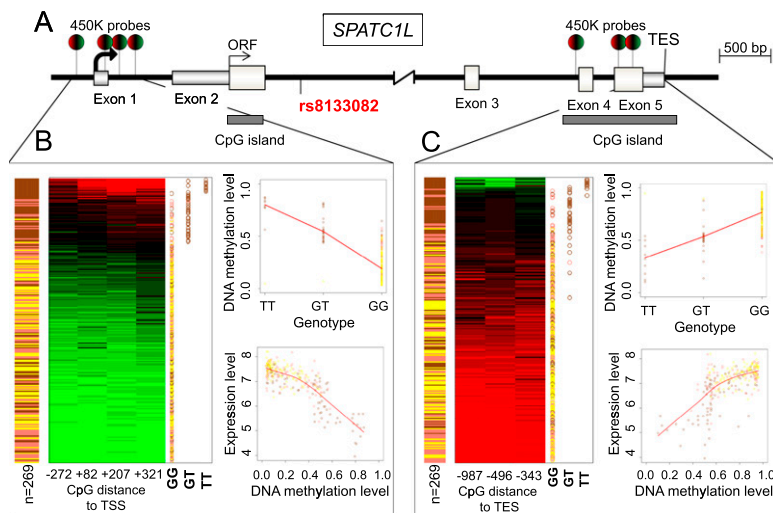 A
450K probes
SPATC1L
450K probes
ORF
TES
500 bp
Exon 1
Exon 2
rs8133082
Exon 3
Exon 4
Exon 5
CpG island
CpG island
B
n=269
-272 +82 +207 +321
CpG distance
to TSS
GG
GT
TT
DNA methylation level
1.0
0.5
0.0
TT GT GG
Genotype
Expression level
8
7
6
5
4
0.0 0.2 0.4 0.6 0.8 1.0
DNA methylation level
C
n=269
-987 -496 -343
CpG distance
to TES
GG
GT
TT
DNA methylation level
1.0
0.5
0.0
TT GT GG
Genotype
Expression level
8
7
6
5
4
0.0 0.2 0.4 0.6 0.8 1.0
DNA methylation level